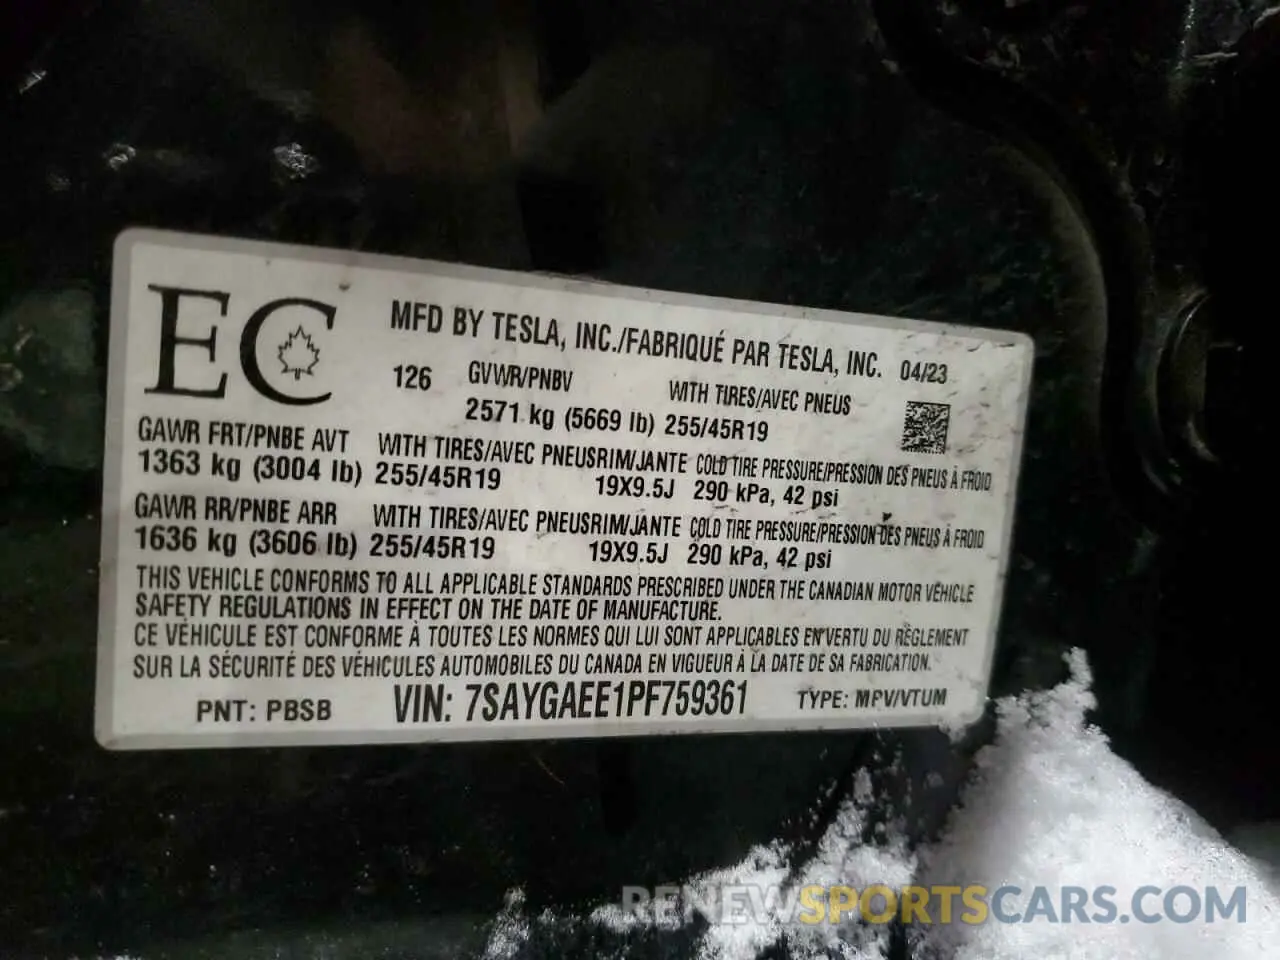 EC
MFD BY TESLA, INC./FABRIQUÉ PAR TESLA, INC. 04/23
126 GVWR/PNBV WITH TIRES/AVEC PNEUS
2571 kg (5669 lb) 255/45R19
GAWR FRT/PNBE AVT WITH TIRES/AVEC PNEUSRIM/JANTE COLD TIRE PRESSURE/PRESSION DES PNEUS À FROID
1363 kg (3004 lb) 255/45R19 19X9.5J 290 kPa, 42 psi
GAWR RR/PNBE ARR WITH TIRES/AVEC PNEUSRIM/JANTE COLD TIRE PRESSURE/PRESSION DES PNEUS À FROID
1636 kg (3606 lb) 255/45R19 19X9.5J 290 kPa, 42 psi
THIS VEHICLE CONFORMS TO ALL APPLICABLE STANDARDS PRESCRIBED UNDER THE CANADIAN MOTOR VEHICLE
SAFETY REGULATIONS IN EFFECT ON THE DATE OF MANUFACTURE.
CE VÉHICULE EST CONFORME À TOUTES LES NORMES QUI LUI SONT APPLICABLES EN VERTU DU RÈGLEMENT
SUR LA SÉCURITÉ DES VÉHICULES AUTOMOBILES DU CANADA EN VIGUEUR À LA DATE DE SA FABRICATION.
PNT: PBSB VIN: 7SAYGAEE1PF759361 TYPE: MPV/VTUM
RENEWSPORTSCARS.COM